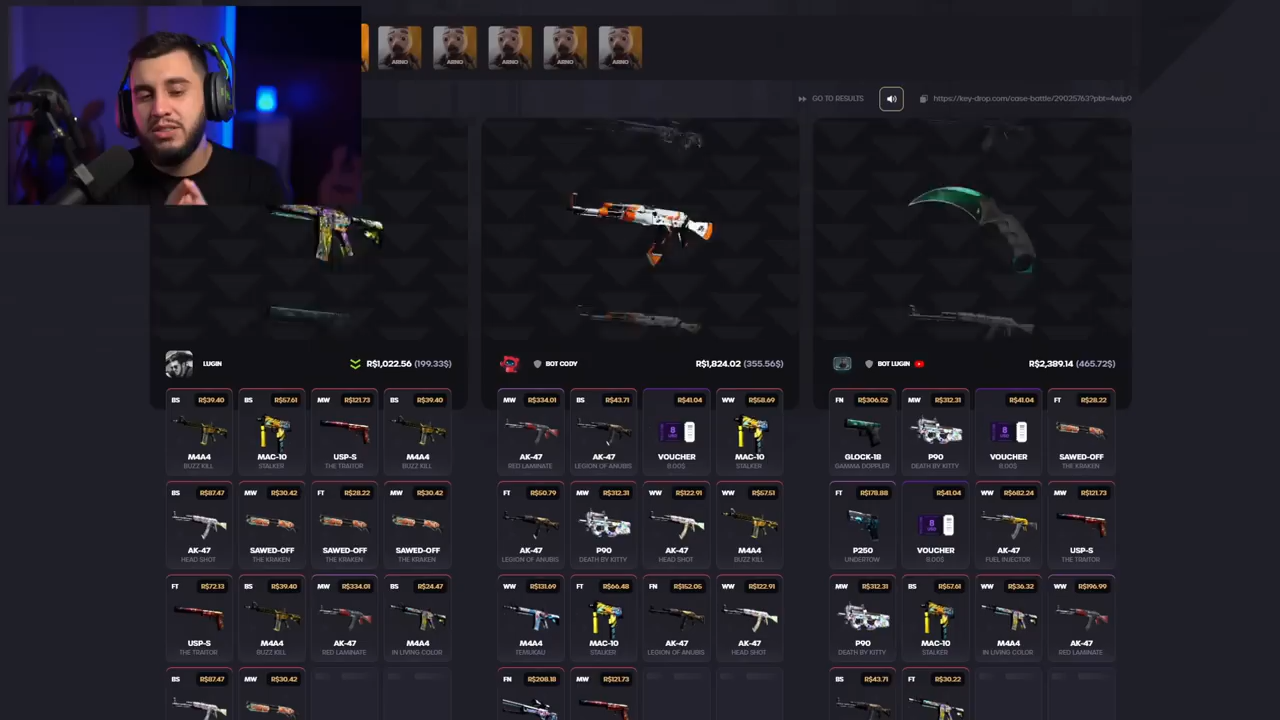 ARNO ARNO ARNO ARNO ARNO
GO TO RESULTS https://key-drop.com/case-battle/29025763?pbt=4wip9
LUGIN R$1,022.56 (199.33$)
BS R$39.40 BS R$57.61 MW R$121.73 BS R$39.40
M4A4 MAC-10 USP-S M4A4
BUZZ KILL STALKER THE TRAITOR BUZZ KILL
BS R$87.47 MW R$30.42 FT R$28.22 MW R$30.42
AK-47 SAWED-OFF SAWED-OFF SAWED-OFF
HEAD SHOT THE KRAKEN THE KRAKEN THE KRAKEN
FT R$72.13 BS R$39.40 MW R$334.01 BS R$24.47
USP-S M4A4 AK-47 M4A4
THE TRAITOR BUZZ KILL RED LAMINATE IN LIVING COLOR
BS R$87.47 MW R$30.42
BOT CODY R$1,824.02 (355.56$)
MW R$334.01 BS R$43.71 R$41.04 WW R$58.69
8 USD
AK-47 AK-47 VOUCHER MAC-10
RED LAMINATE LEGION OF ANUBIS 8.00$ STALKER
FT R$50.79 MW R$312.31 WW R$122.91 MW R$57.51
AK-47 P90 AK-47 M4A4
LEGION OF ANUBIS DEATH BY KITTY HEAD SHOT BUZZ KILL
WW R$131.69 FT R$66.48 FN R$152.05 WW R$122.91
M4A4 MAC-10 AK-47 AK-47
TEMUKAU STALKER LEGION OF ANUBIS HEAD SHOT
FN R$208.18 MW R$121.73
BOT LUGIN R$2,389.14 (465.72$)
FN R$306.52 MW R$312.31 R$41.04 FT R$28.22
8 USD
GLOCK-18 P90 VOUCHER SAWED-OFF
GAMMA DOPPLER DEATH BY KITTY 8.00$ THE KRAKEN
FT R$178.88 R$41.04 WW R$682.24 MW R$121.73
8 USD
P250 VOUCHER AK-47 USP-S
UNDERTOW 8.00$ FUEL INJECTOR THE TRAITOR
MW R$312.31 BS R$57.61 WW R$36.32 WW R$196.99
P90 MAC-10 M4A4 AK-47
DEATH BY KITTY STALKER IN LIVING COLOR RED LAMINATE
BS R$43.71 FT R$30.22